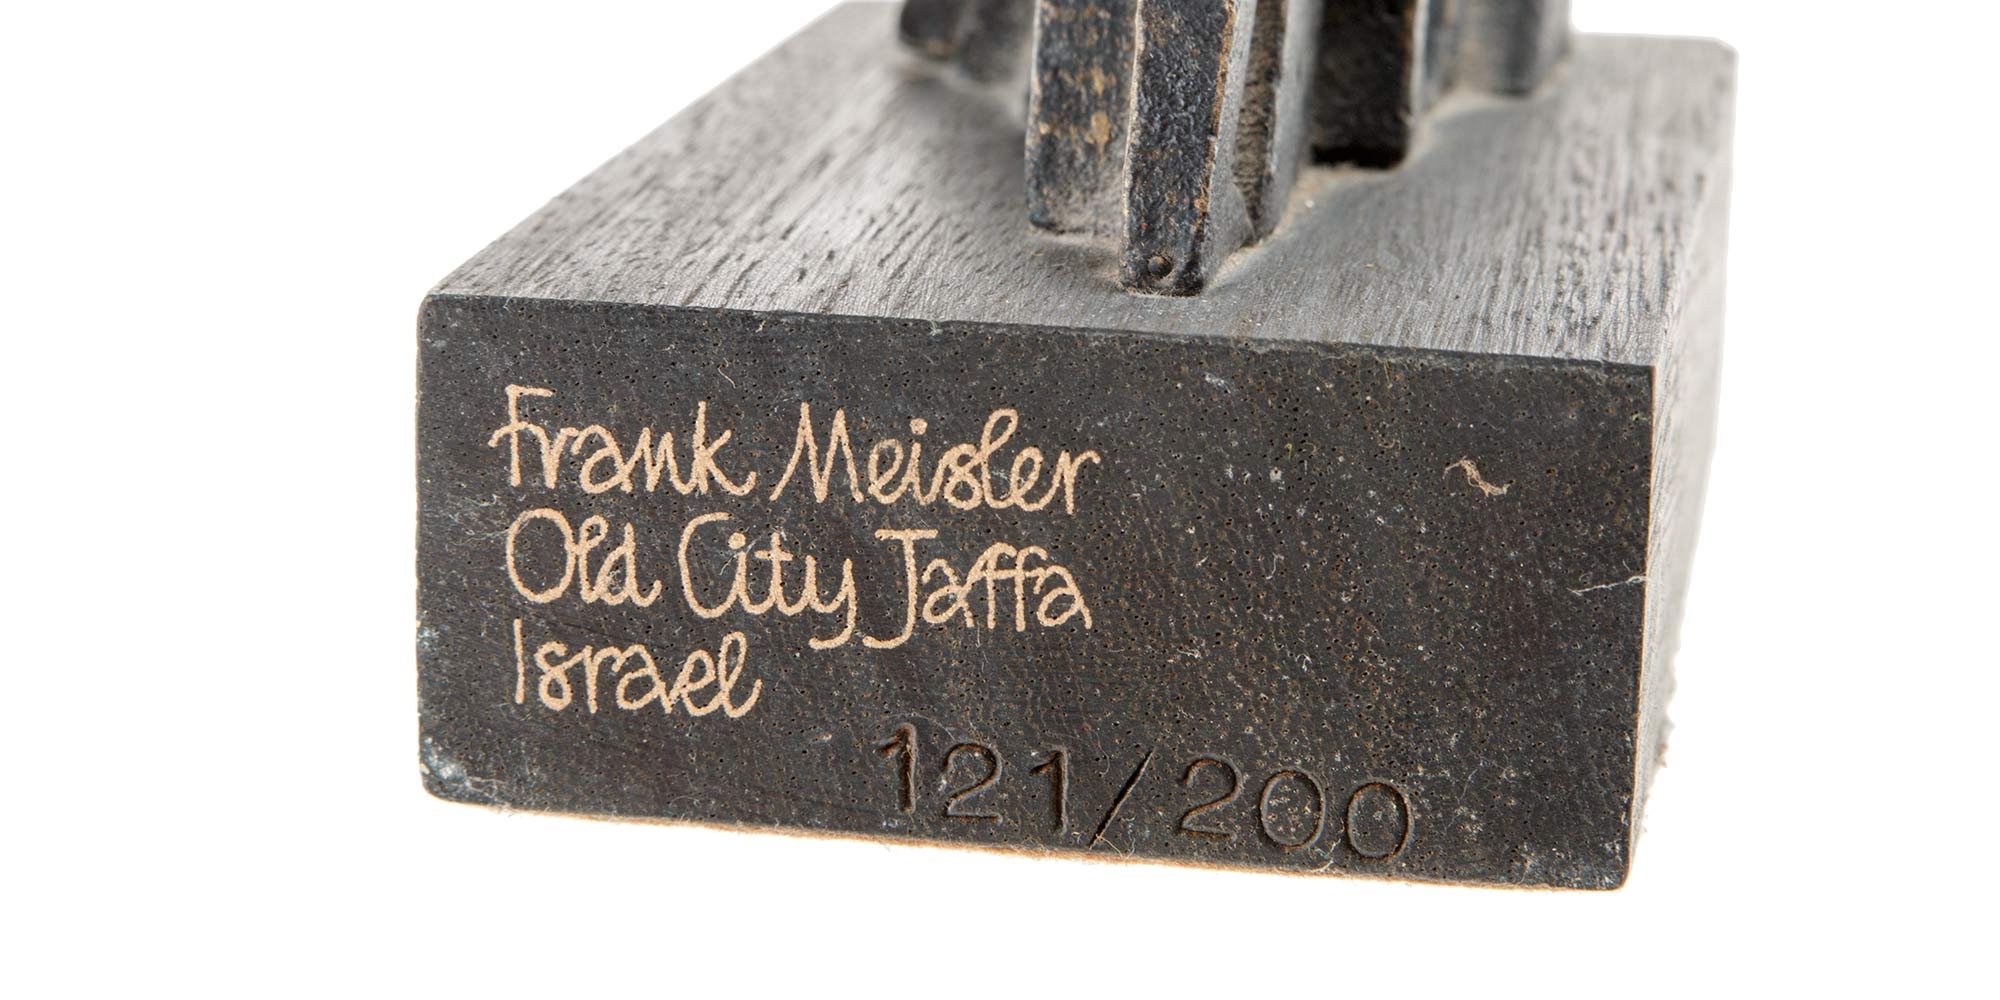 Frank Meisler
Old City Jaffa
Israel
121/200